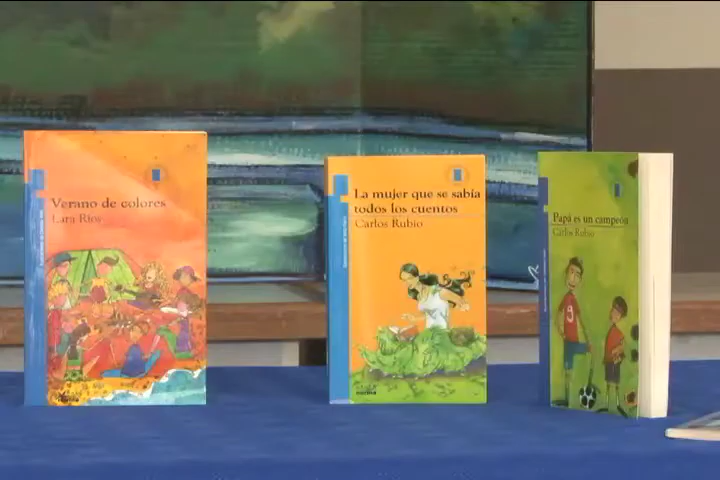 Verano de colores
Lara Ríos
La mujer que se sabía
todos los cuentos
Carlos Rubio
norma
Papá es un campeón
Carlos Rubio